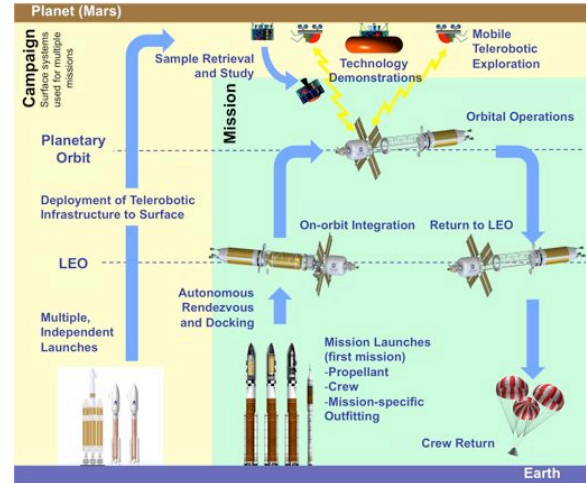 Planet (Mars)
Campaign
Surface systems
used for multiple
missions
Sample Retrieval
and Study
Technology
Demonstrations
Mobile
Telerobotic
Exploration
Mission
Planetary
Orbit
Orbital Operations
Deployment of Telerobotic
Infrastructure to Surface
On-orbit Integration
Return to LEO
LEO
Autonomous
Rendezvous
and Docking
Multiple,
Independent
Launches
Mission Launches
(first mission)
-Propellant
-Crew
-Mission-specific
Outfitting
Crew Return
Earth